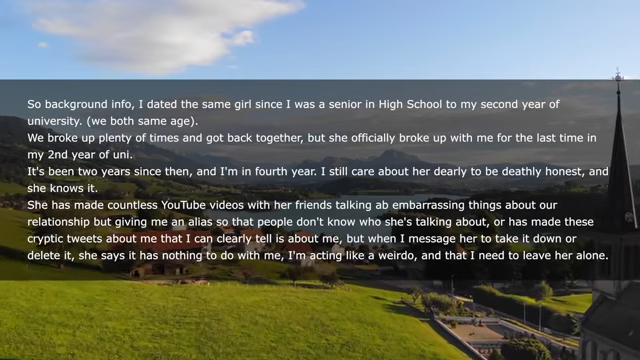 So background info, I dated the same girl since I was a senior in High School to my second year of
university. (we both same age).
We broke up plenty of times and got back together, but she officially broke up with me for the last time in
my 2nd year of uni.
It's been two years since then, and I'm in fourth year. I still care about her dearly to be deathly honest, and
she knows it.
She has made countless YouTube videos with her friends talking ab embarrassing things about our
relationship but giving me an alias so that people don't know who she's talking about, or has made these
cryptic tweets about me that I can clearly tell is about me, but when I message her to take it down or
delete it, she says it has nothing to do with me, I'm acting like a weirdo, and that I need to leave her alone.